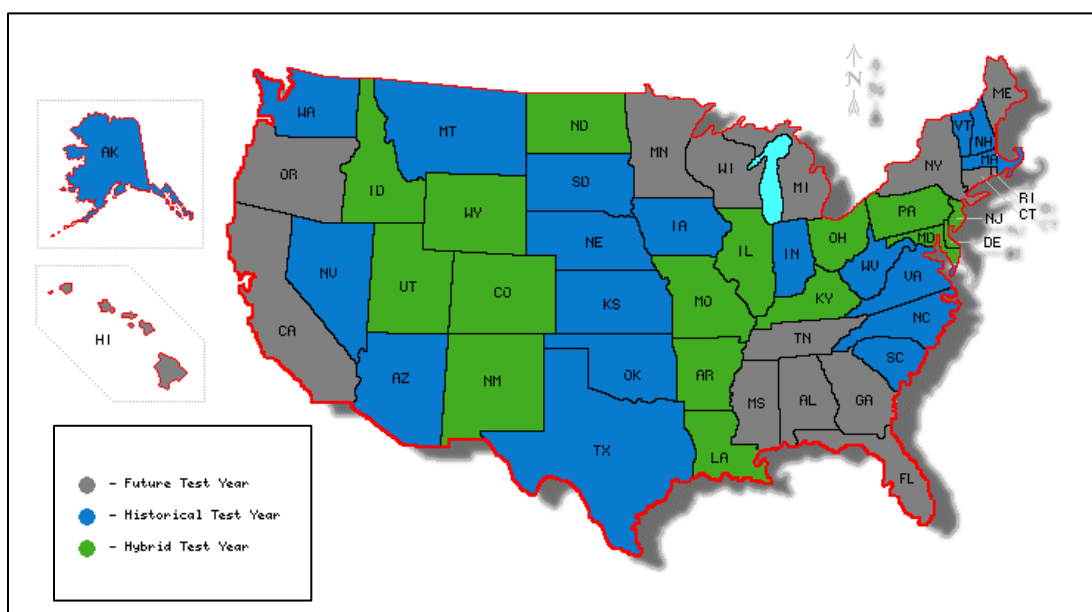 N
ME
WA
VT
NH
MT
ND
MN
MA
AK
OR
NY
ID
WI
MI
SD
RI
CT
WY
PA
NJ
IA
MD
DE
NE
OH
IL
IN
NV
WV
VA
UT
CO
KS
MO
KY
CA
HI
TN
NC
AZ
NM
OK
AR
SC
MS
AL
GA
TX
LA
FL
- Future Test Year
- Historical Test Year
- Hybrid Test Year